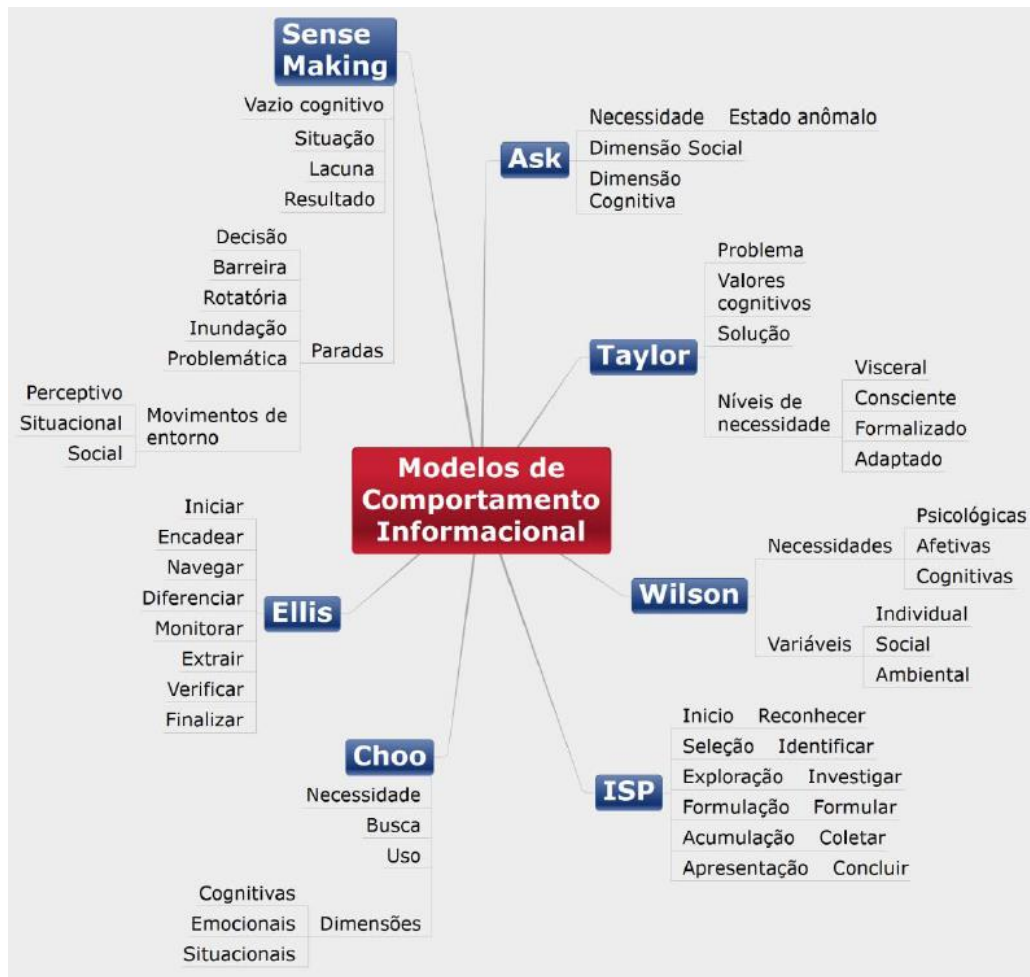 Sense
Making
Vazio cognitivo
Situação
Lacuna
Resultado
Decisão
Barreira
Rotatória
Inundação
Problemática
Paradas
Perceptivo
Situacional
Social
Movimentos de
entorno
Ask
Necessidade Estado anômalo
Dimensão Social
Dimensão
Cognitiva
Taylor
Problema
Valores
cognitivos
Solução
Níveis de
necessidade
Visceral
Consciente
Formalizado
Adaptado
Modelos de
Comportamento
Informacional
Ellis
Iniciar
Encadear
Navegar
Diferenciar
Monitorar
Extrair
Verificar
Finalizar
Wilson
Necessidades
Psicológicas
Afetivas
Cognitivas
Variáveis
Individual
Social
Ambiental
Choo
Necessidade
Busca
Uso
Cognitivas
Emocionais
Situacionais
Dimensões
ISP
Inicio Reconhecer
Seleção Identificar
Exploração Investigar
Formulação Formular
Acumulação Coletar
Apresentação Concluir